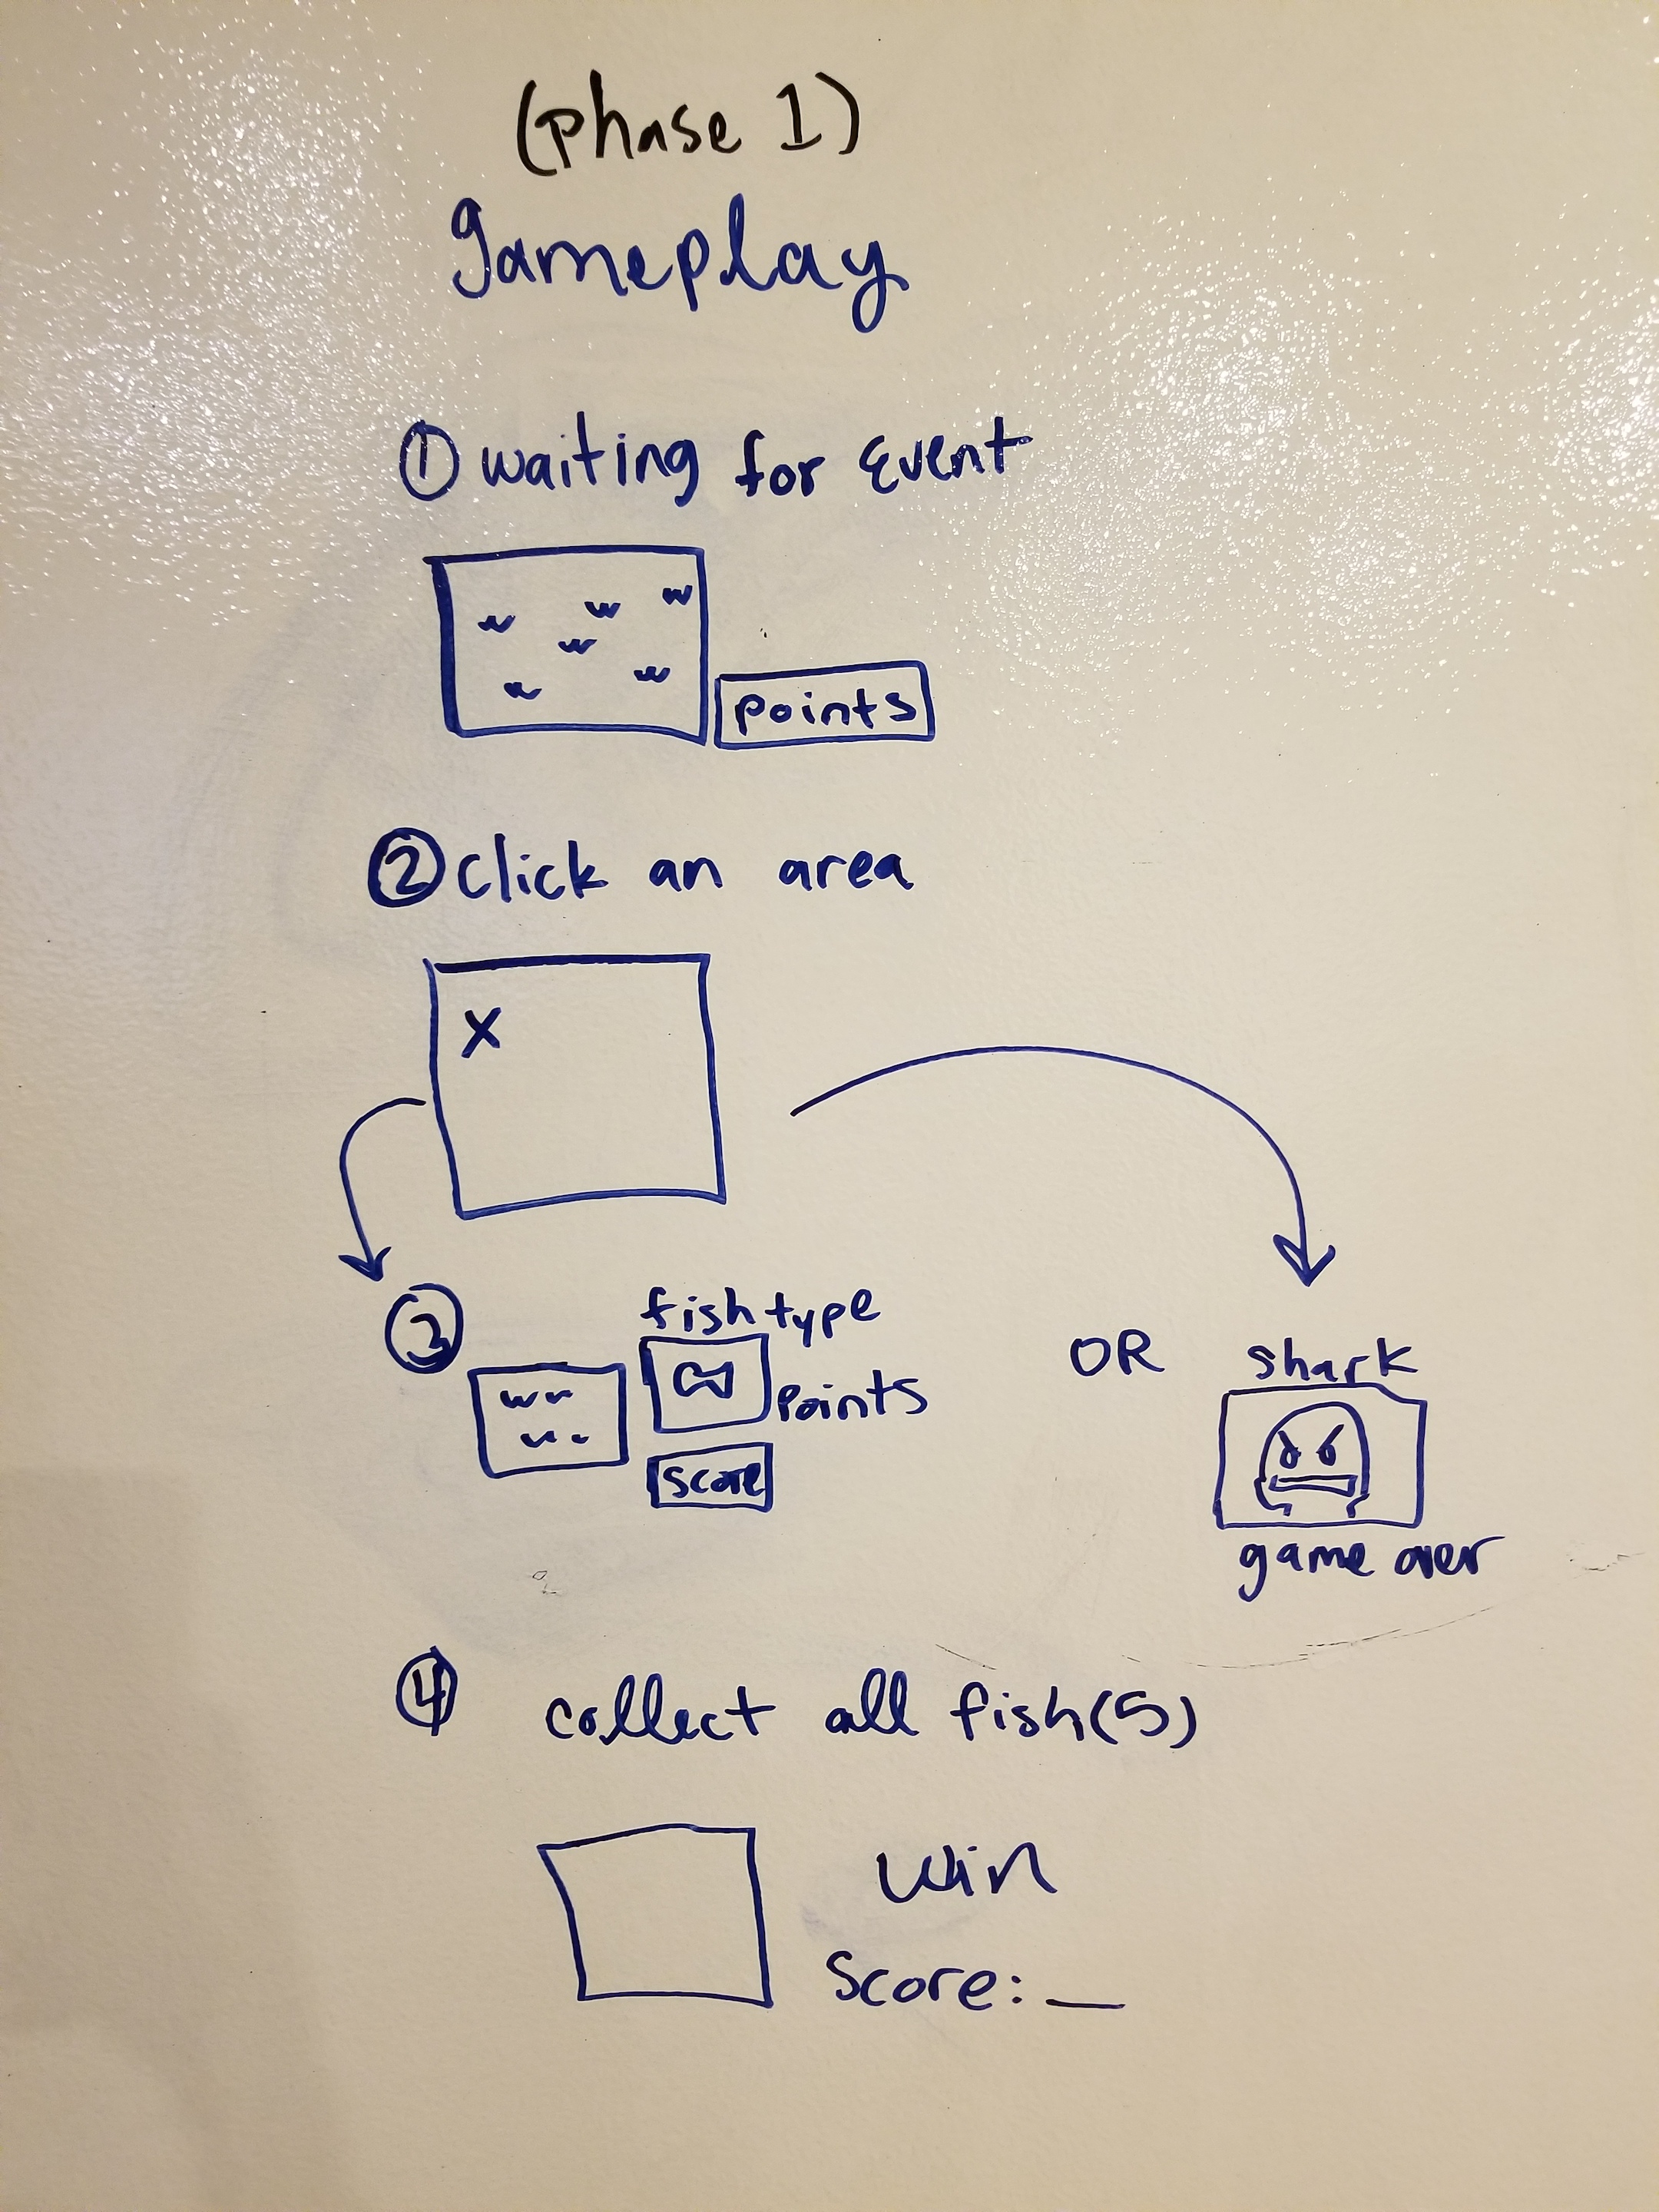 (phase 1)
Gameplay
① waiting for Event
points
② click an area
X
③
fish type
points
score
OR
shark
game over
④ collect all fish(5)
Win
Score: __